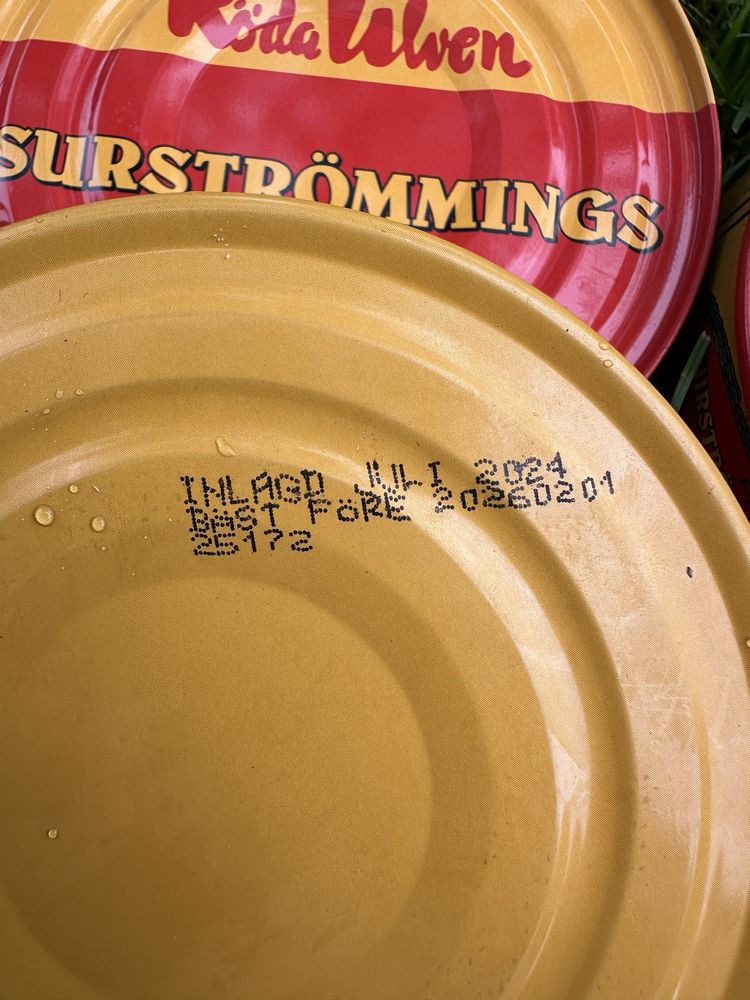 Röda Ulven
SURSTRÖMMINGS
INLAGD JULI 2024
BÄST FÖRE 20260201
25172